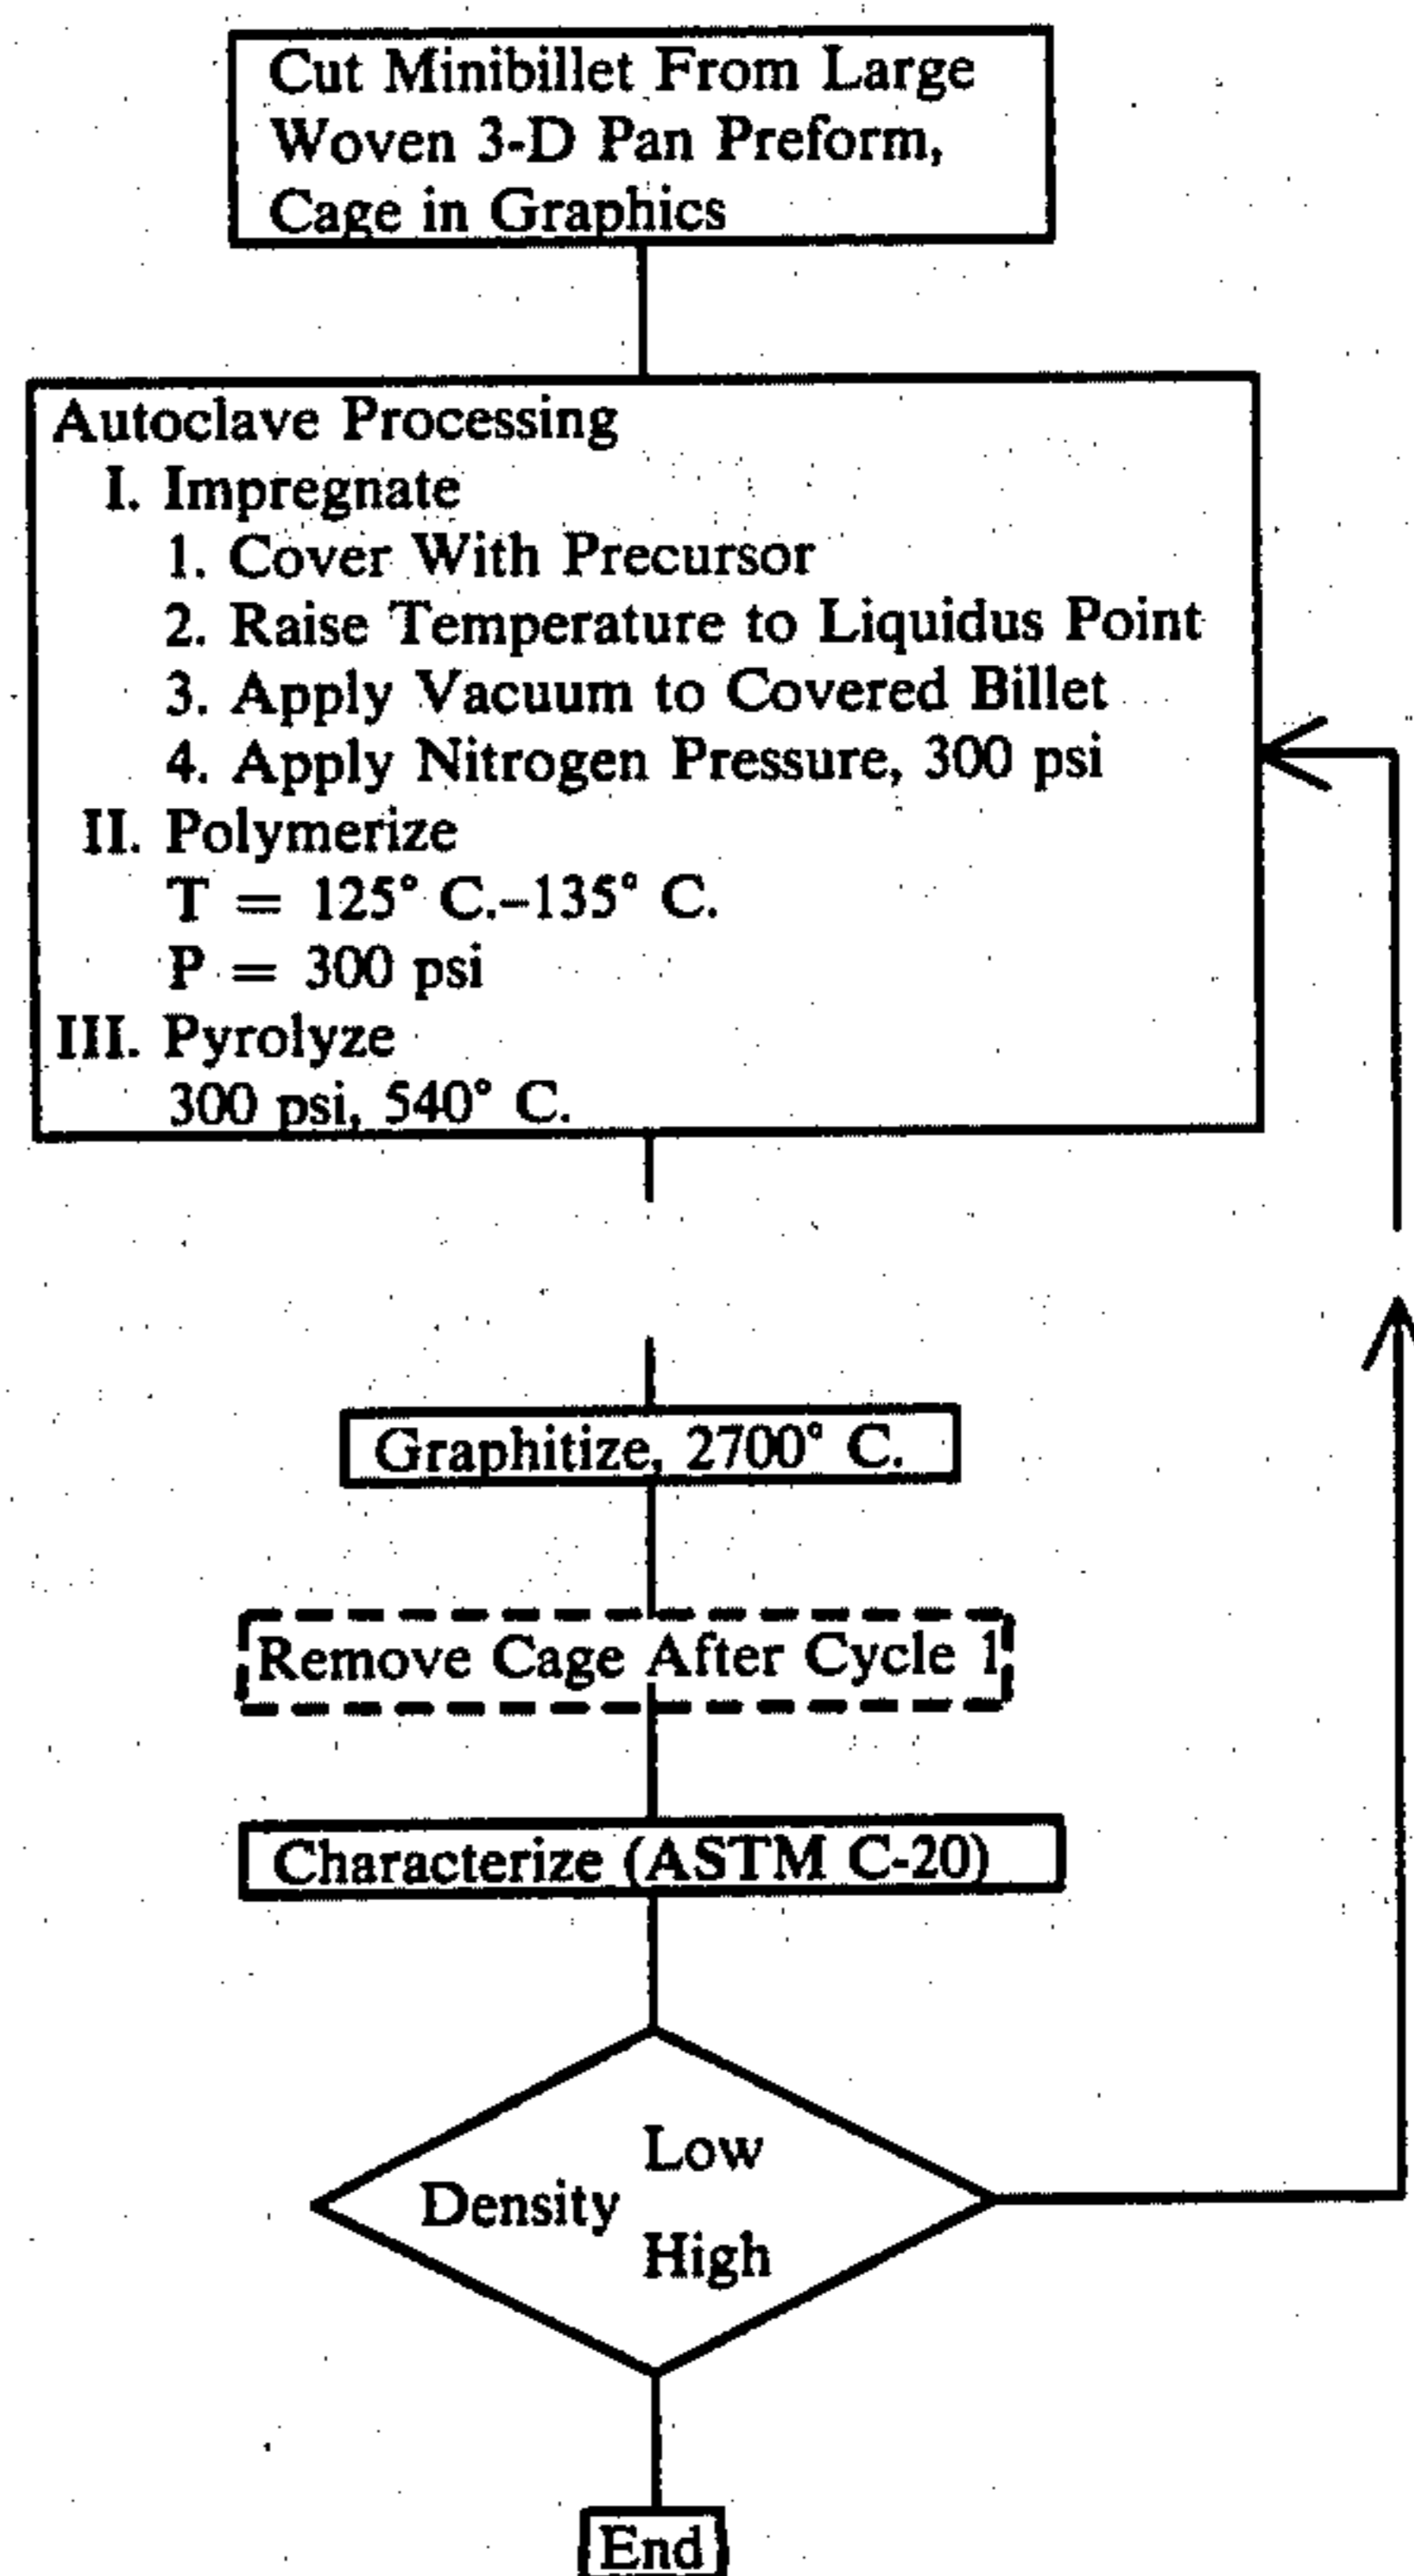 Cut Minibillet From Large
Woven 3-D Pan Preform,
Cage in Graphics
Autoclave Processing
I. Impregnate
1. Cover With Precursor
2. Raise Temperature to Liquidus Point
3. Apply Vacuum to Covered Billet
4. Apply Nitrogen Pressure, 300 psi
II. Polymerize
T = 125° C.–135° C.
P = 300 psi
III. Pyrolyze
300 psi, 540° C.
Graphitize, 2700° C.
Remove Cage After Cycle 1
Characterize (ASTM C-20)
Low
Density
High
End